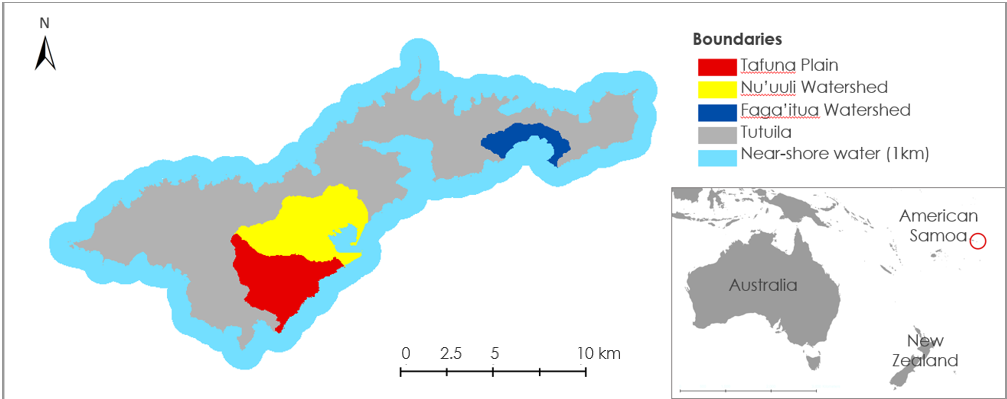 N
Boundaries
Tafuna Plain
Nu'uuli Watershed
Faga'itua Watershed
Tutuila
Near-shore water (1km)
0 2.5 5 10 km
American
Samoa
Australia
New
Zealand